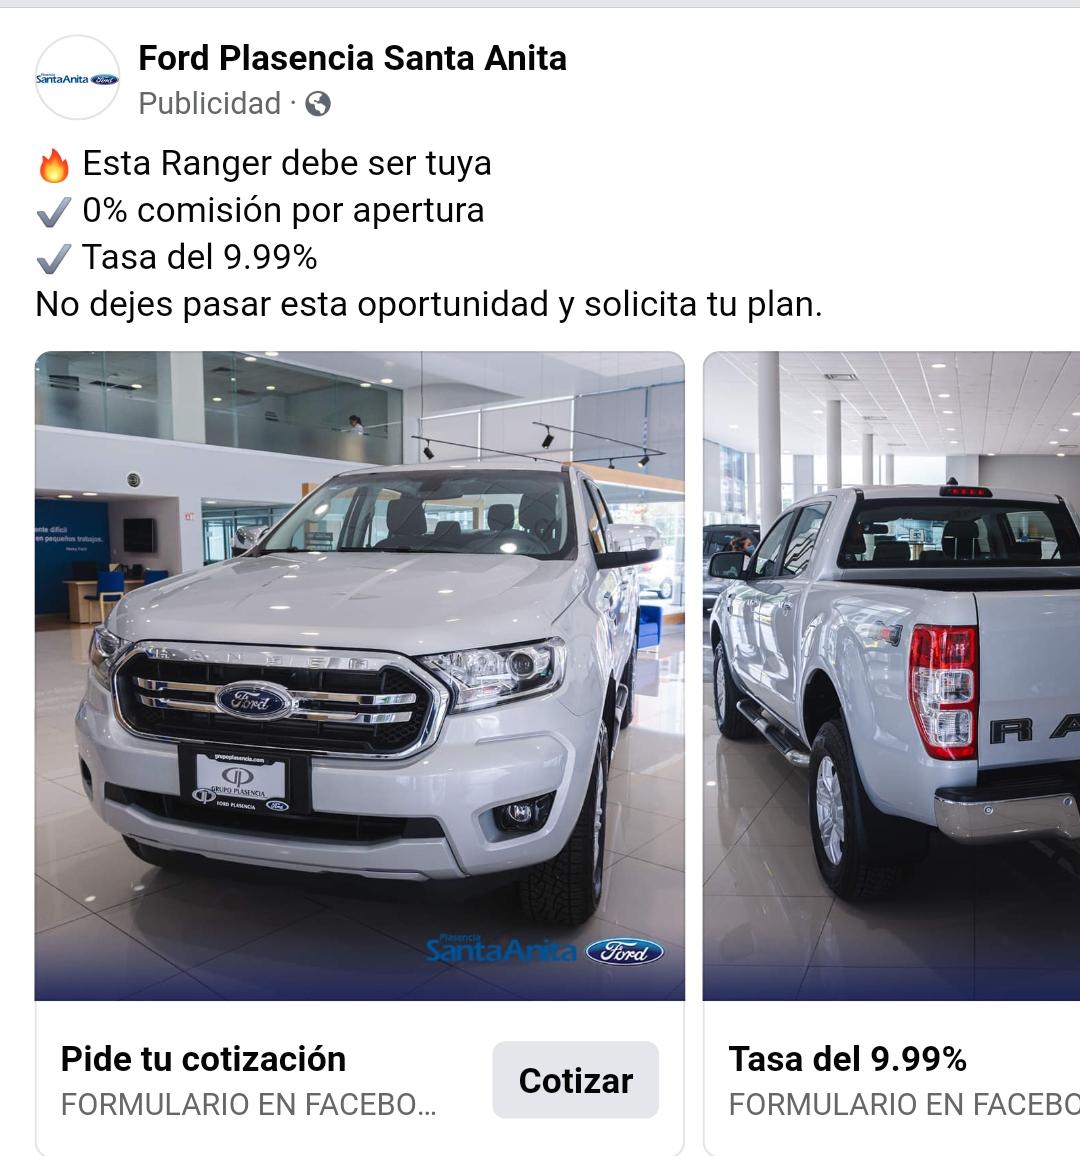 Plasencia
SantaAnita Ford
Ford Plasencia Santa Anita
Publicidad ·
Esta Ranger debe ser tuya
0% comisión por apertura
Tasa del 9.99%
No dejes pasar esta oportunidad y solicita tu plan.
ente difícil
en pequeños trabajos.
Henry Ford
RANGER
Ford
grupoplasencia.com
GRUPO PLASENCIA
FORD PLASENCIA Ford
Plasencia
SantaAnita Ford
RA
Pide tu cotización
FORMULARIO EN FACEBO...
Cotizar
Tasa del 9.99%
FORMULARIO EN FACEBO